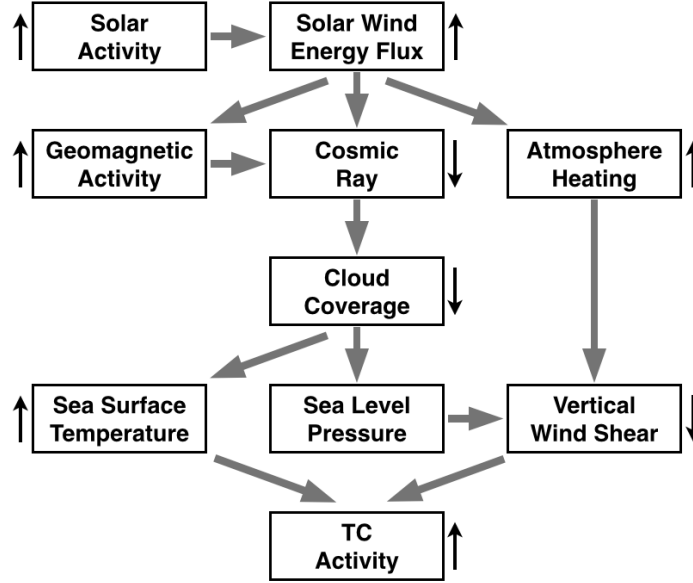 Solar
Activity
Solar Wind
Energy Flux
Geomagnetic
Activity
Cosmic
Ray
Atmosphere
Heating
Cloud
Coverage
Sea Surface
Temperature
Sea Level
Pressure
Vertical
Wind Shear
TC
Activity